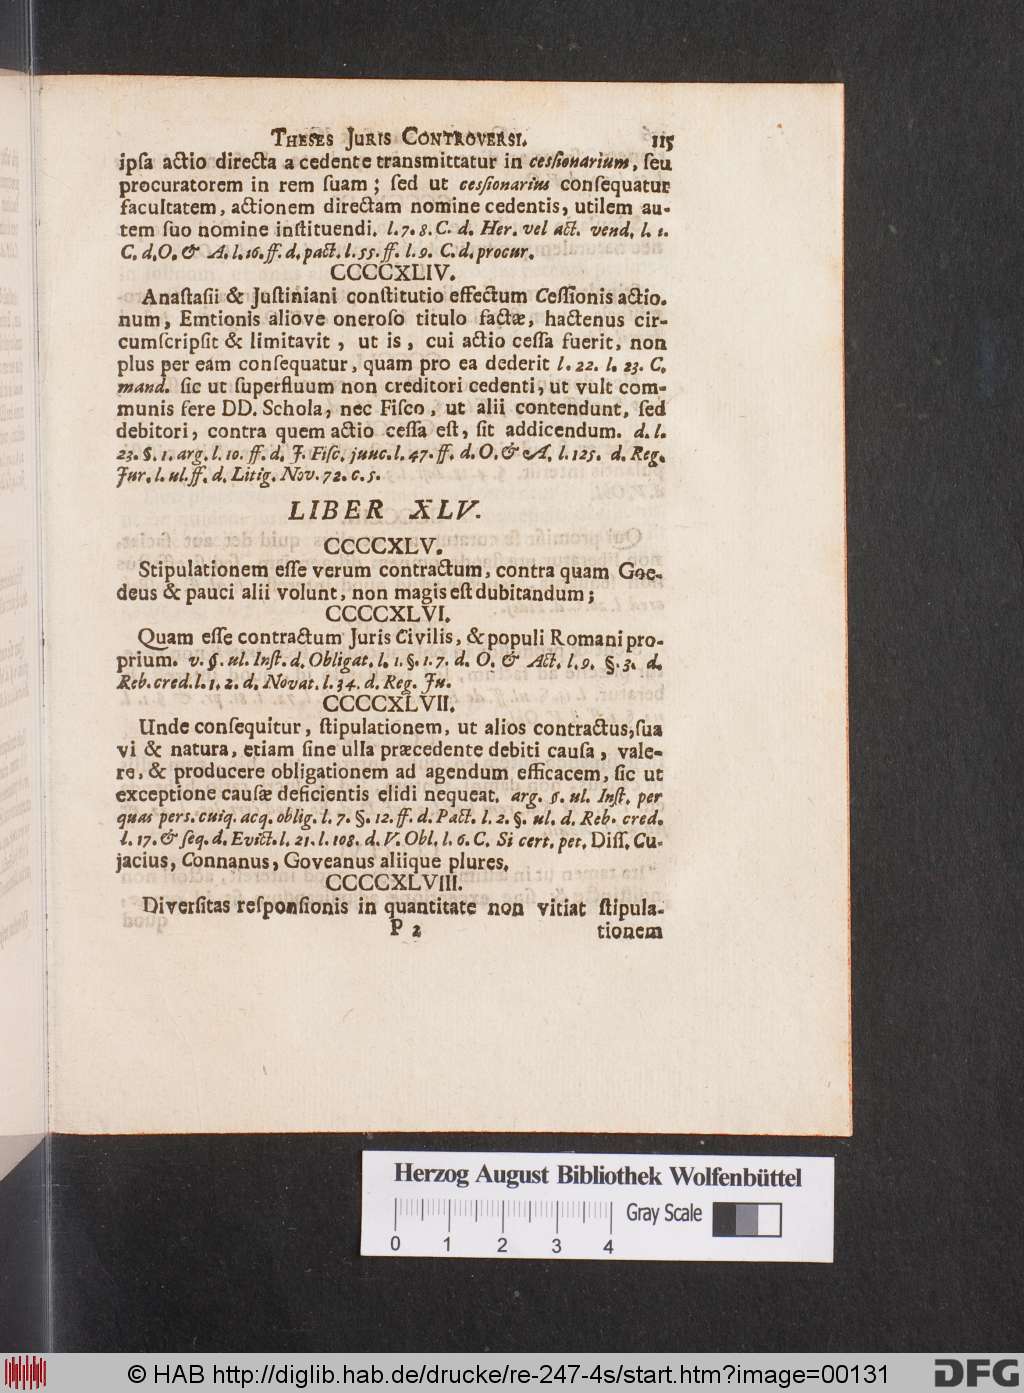 THESES JURIS CONTROVERSI. 115
ipſa actio directa a cedente transmittatur in ceſſionarium, ſeu
procuratorem in rem ſuam; ſed ut ceſſionarius conſequatur
facultatem, actionem directam nomine cedentis, utilem au-
tem ſuo nomine inſtituendi. l. 7. 8. C. d. Her. vel act. vend. l. 1.
C. d. O. & A. l. 16. ff. d. pact. l. 55. ff. l. 9. C. d. procur.
CCCCXLIV.
Anaſtaſii & Juſtiniani conſtitutio effectum Ceſſionis actio.
num, Emtionis aliove oneroſo titulo factæ, hactenus cir-
cumſcripſit & limitavit, ut is, cui actio ceſſa fuerit, non
plus per eam conſequatur, quam pro ea dederit l. 22. l. 23. C.
mand. ſic ut ſuperfluum non creditori cedenti, ut vult com-
munis fere DD. Schola, nec Fiſco, ut alii contendunt, ſed
debitori, contra quem actio ceſſa eſt, ſit addicendum. d. l.
23. §. 1. arg. l. 10. ff. d. J. Fiſc. junc. l. 47. ff. d. O. & A. l. 125. d. Reg.
Jur. l. ul. ff. d. Litig. Nov. 72. c. 5.
LIBER XLV.
CCCCXLV.
Stipulationem eſſe verum contractum, contra quam Goe-
deus & pauci alii volunt, non magis eſt dubitandum;
CCCCXLVI.
Quam eſſe contractum Juris Civilis, & populi Romani pro-
prium. v. §. ul. Inſt. d. Obligat. l. 1. §. 1. 7. d. O. & Act. l. 9. §. 3. d.
Reb. cred. l. 1. 2. d. Novat. l. 34. d. Reg. Ju.
CCCCXLVII.
Unde conſequitur, ſtipulationem, ut alios contractus, ſua
vi & natura, etiam ſine ulla præcedente debiti cauſa, vale-
re, & producere obligationem ad agendum efficacem, ſic ut
exceptione cauſæ deficientis elidi nequeat. arg. §. ul. Inſt. per
quas pers. cuiq. acq. oblig. l. 7. §. 12. ff. d. Pact. l. 2. §. ul. d. Reb. cred.
l. 17. & ſeq. d. Evict. l. 21. l. 108. d. V. Obl. l. 6. C. Si cert. pet. Diſſ. Cu-
jacius, Connanus, Goveanus aliique plures.
CCCCXLVIII.
Diverſitas reſponſionis in quantitate non vitiat ſtipula-
P 2 tionem
Herzog August Bibliothek Wolfenbüttel
Gray Scale
0 1 2 3 4
© HAB http://diglib.hab.de/drucke/re-247-4s/start.htm?image=00131
DFG